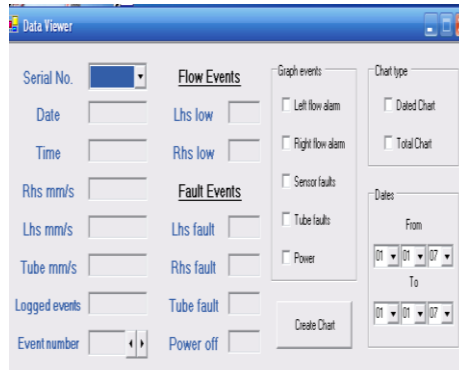 Data Viewer
Serial No.
Date
Time
Rhs mm/s
Lhs mm/s
Tube mm/s
Logged events
Event number
Flow Events
Lhs low
Rhs low
Fault Events
Lhs fault
Rhs fault
Tube fault
Power off
Graph events
Left flow alarm
Right flow alarm
Sensor faults
Tube faults
Power
Create Chart
Chart type
Dated Chart
Total Chart
Dates
From
01 01 07
To
01 01 07